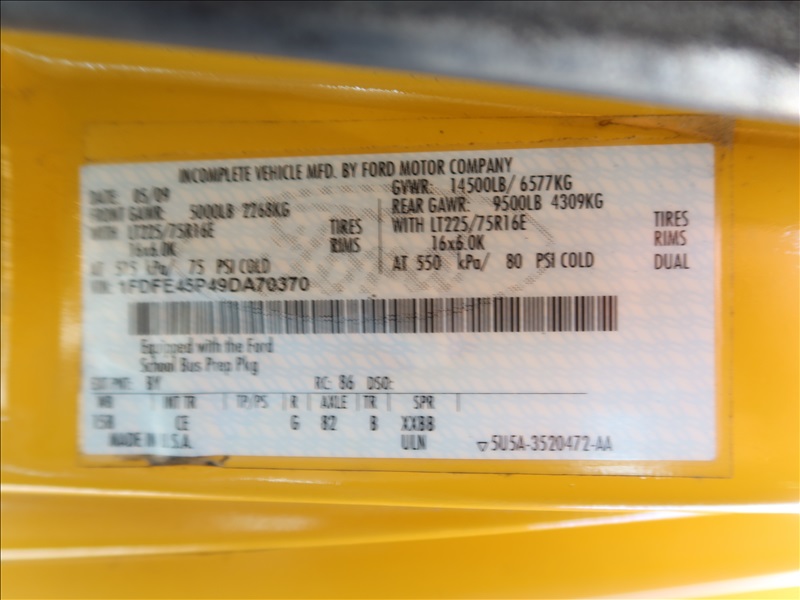 INCOMPLETE VEHICLE MFD. BY FORD MOTOR COMPANY
DATE: 05/09 GVWR: 14500LB/ 6577KG
FRONT GAWR: 5000LB 2268KG REAR GAWR: 9500LB 4309KG
WITH LT225/75R16E TIRES WITH LT225/75R16E TIRES
16x6.0K RIMS 16x6.0K RIMS
AT 575 kPa/ 75 PSI COLD AT 550 kPa/ 80 PSI COLD DUAL
VIN: 1FDFE45P49DA70370
Equipped with the Ford
School Bus Prep Pkg
EXT PNT: BY RC: 86 DSO:
WB INT TR TP/PS R AXLE TR SPR
158 CE G 82 B XXBB
MADE IN U.S.A. ULN ▽5U5A-3520472-AA